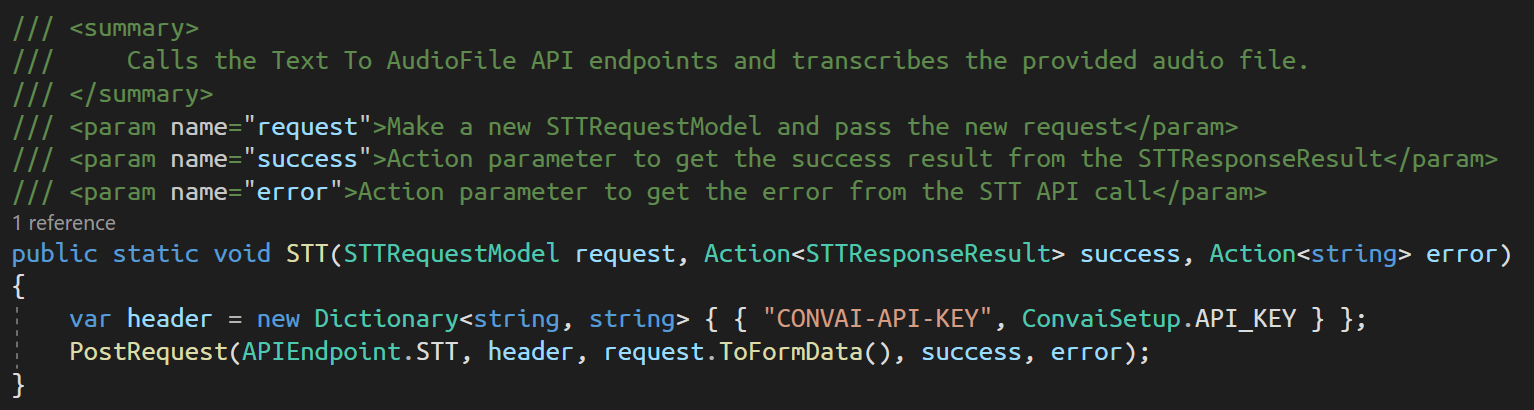 /// <summary>
///     Calls the Text To AudioFile API endpoints and transcribes the provided audio file.
/// </summary>
/// <param name="request">Make a new STTRequestModel and pass the new request</param>
/// <param name="success">Action parameter to get the success result from the STTResponseResult</param>
/// <param name="error">Action parameter to get the error from the STT API call</param>
1 reference
public static void STT(STTRequestModel request, Action<STTResponseResult> success, Action<string> error)
{
    var header = new Dictionary<string, string> { { "CONVAI-API-KEY", ConvaiSetup.API_KEY } };
    PostRequest(APIEndpoint.STT, header, request.ToFormData(), success, error);
}